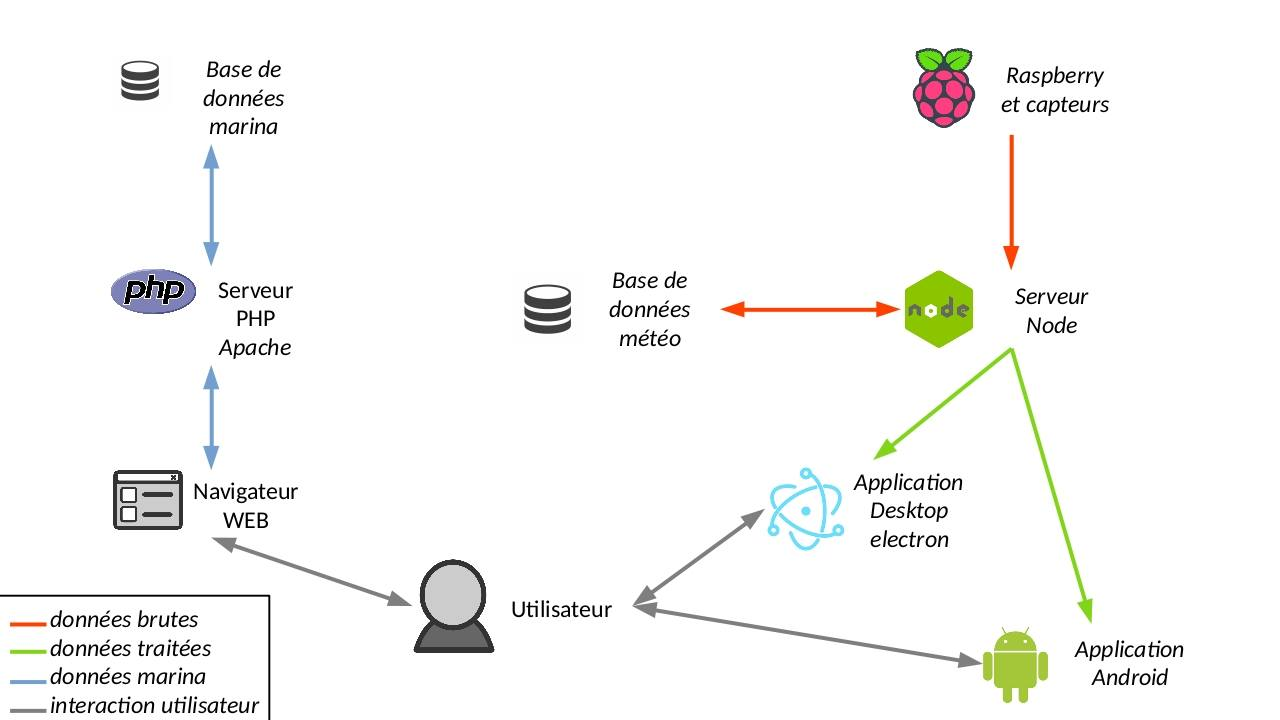 Base de
données
marina
Raspberry
et capteurs
php
Serveur
PHP
Apache
Base de
données
météo
node
Serveur
Node
Navigateur
WEB
Application
Desktop
electron
Utilisateur
Application
Android
données brutes
données traitées
données marina
interaction utilisateur